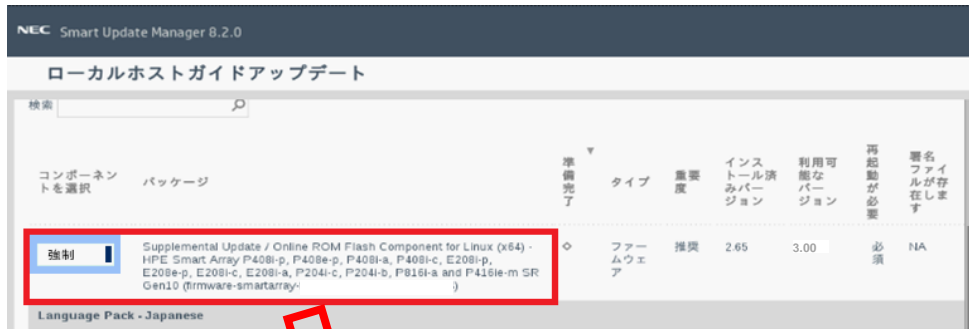 NEC Smart Update Manager 8.2.0
ローカルホストガイドアップデート
検索
コンポーネン
トを選択
パッケージ
準備完了
タイプ
重要
度
インス
トール済
みバー
ジョン
利用可
能な
バー
ジョン
再起動が必要
署名
ファイ
ルが存
在しま
す
強制
Supplemental Update / Online ROM Flash Component for Linux (x64) -
HPE Smart Array P408i-p, P408e-p, P408i-a, P408i-c, E208i-p,
E208e-p, E208i-c, E208i-a, P204i-c, P204i-b, P816i-a and P416ie-m SR
Gen10 (firmware-smartarray- )
ファー
ムウェ
ア
推奨
2.65
3.00
必須
NA
Language Pack - Japanese